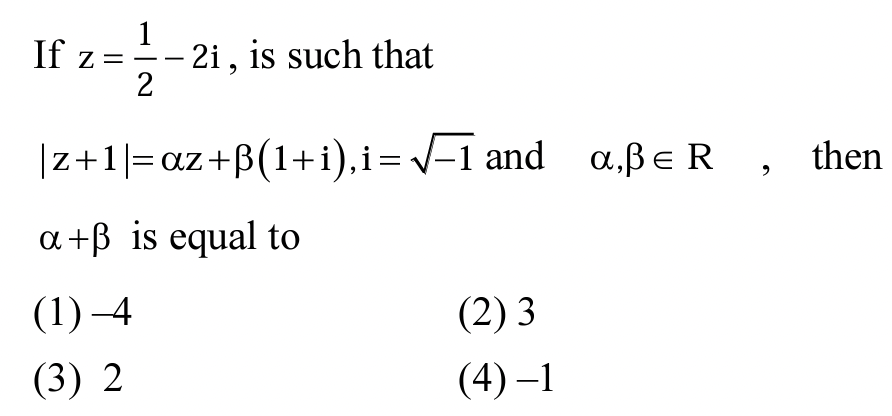 If z = 1/2 − 2i , is such that
|z+1|= αz+β(1+i),i= √−1 and α,β∈ R , then
α+β is equal to
(1) –4 (2) 3
(3) 2 (4) –1